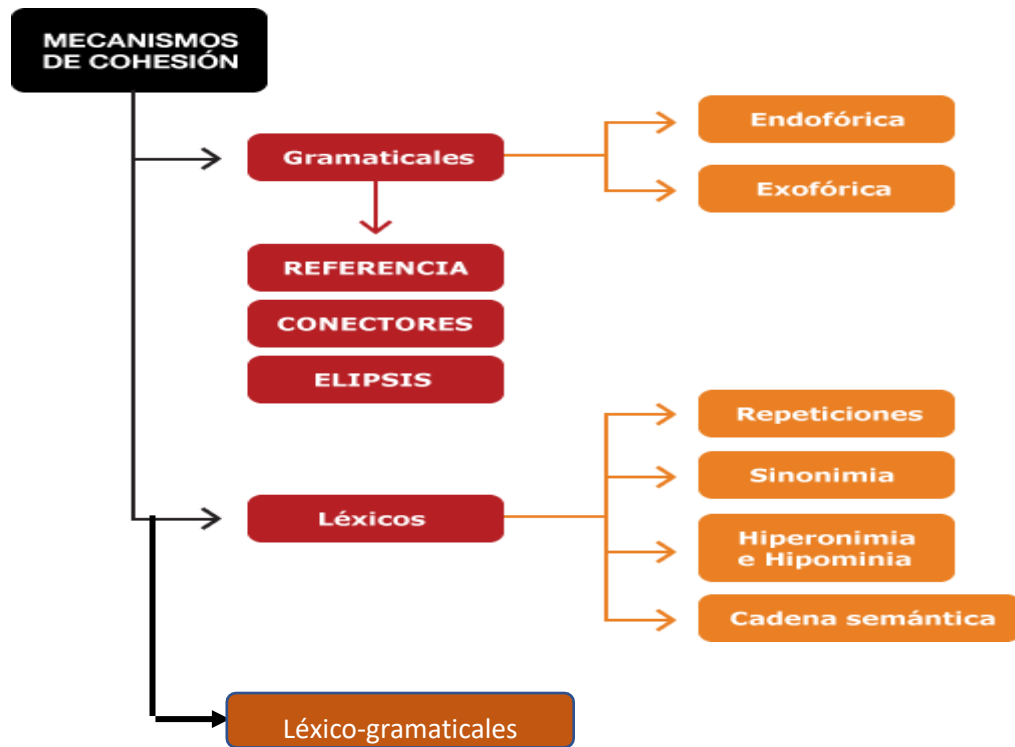 MECANISMOS
DE COHESIÓN
Gramaticales
Endofórica
Exofórica
REFERENCIA
CONECTORES
ELIPSIS
Léxicos
Repeticiones
Sinonimia
Hiperonimia
e Hipominia
Cadena semántica
Léxico-gramaticales